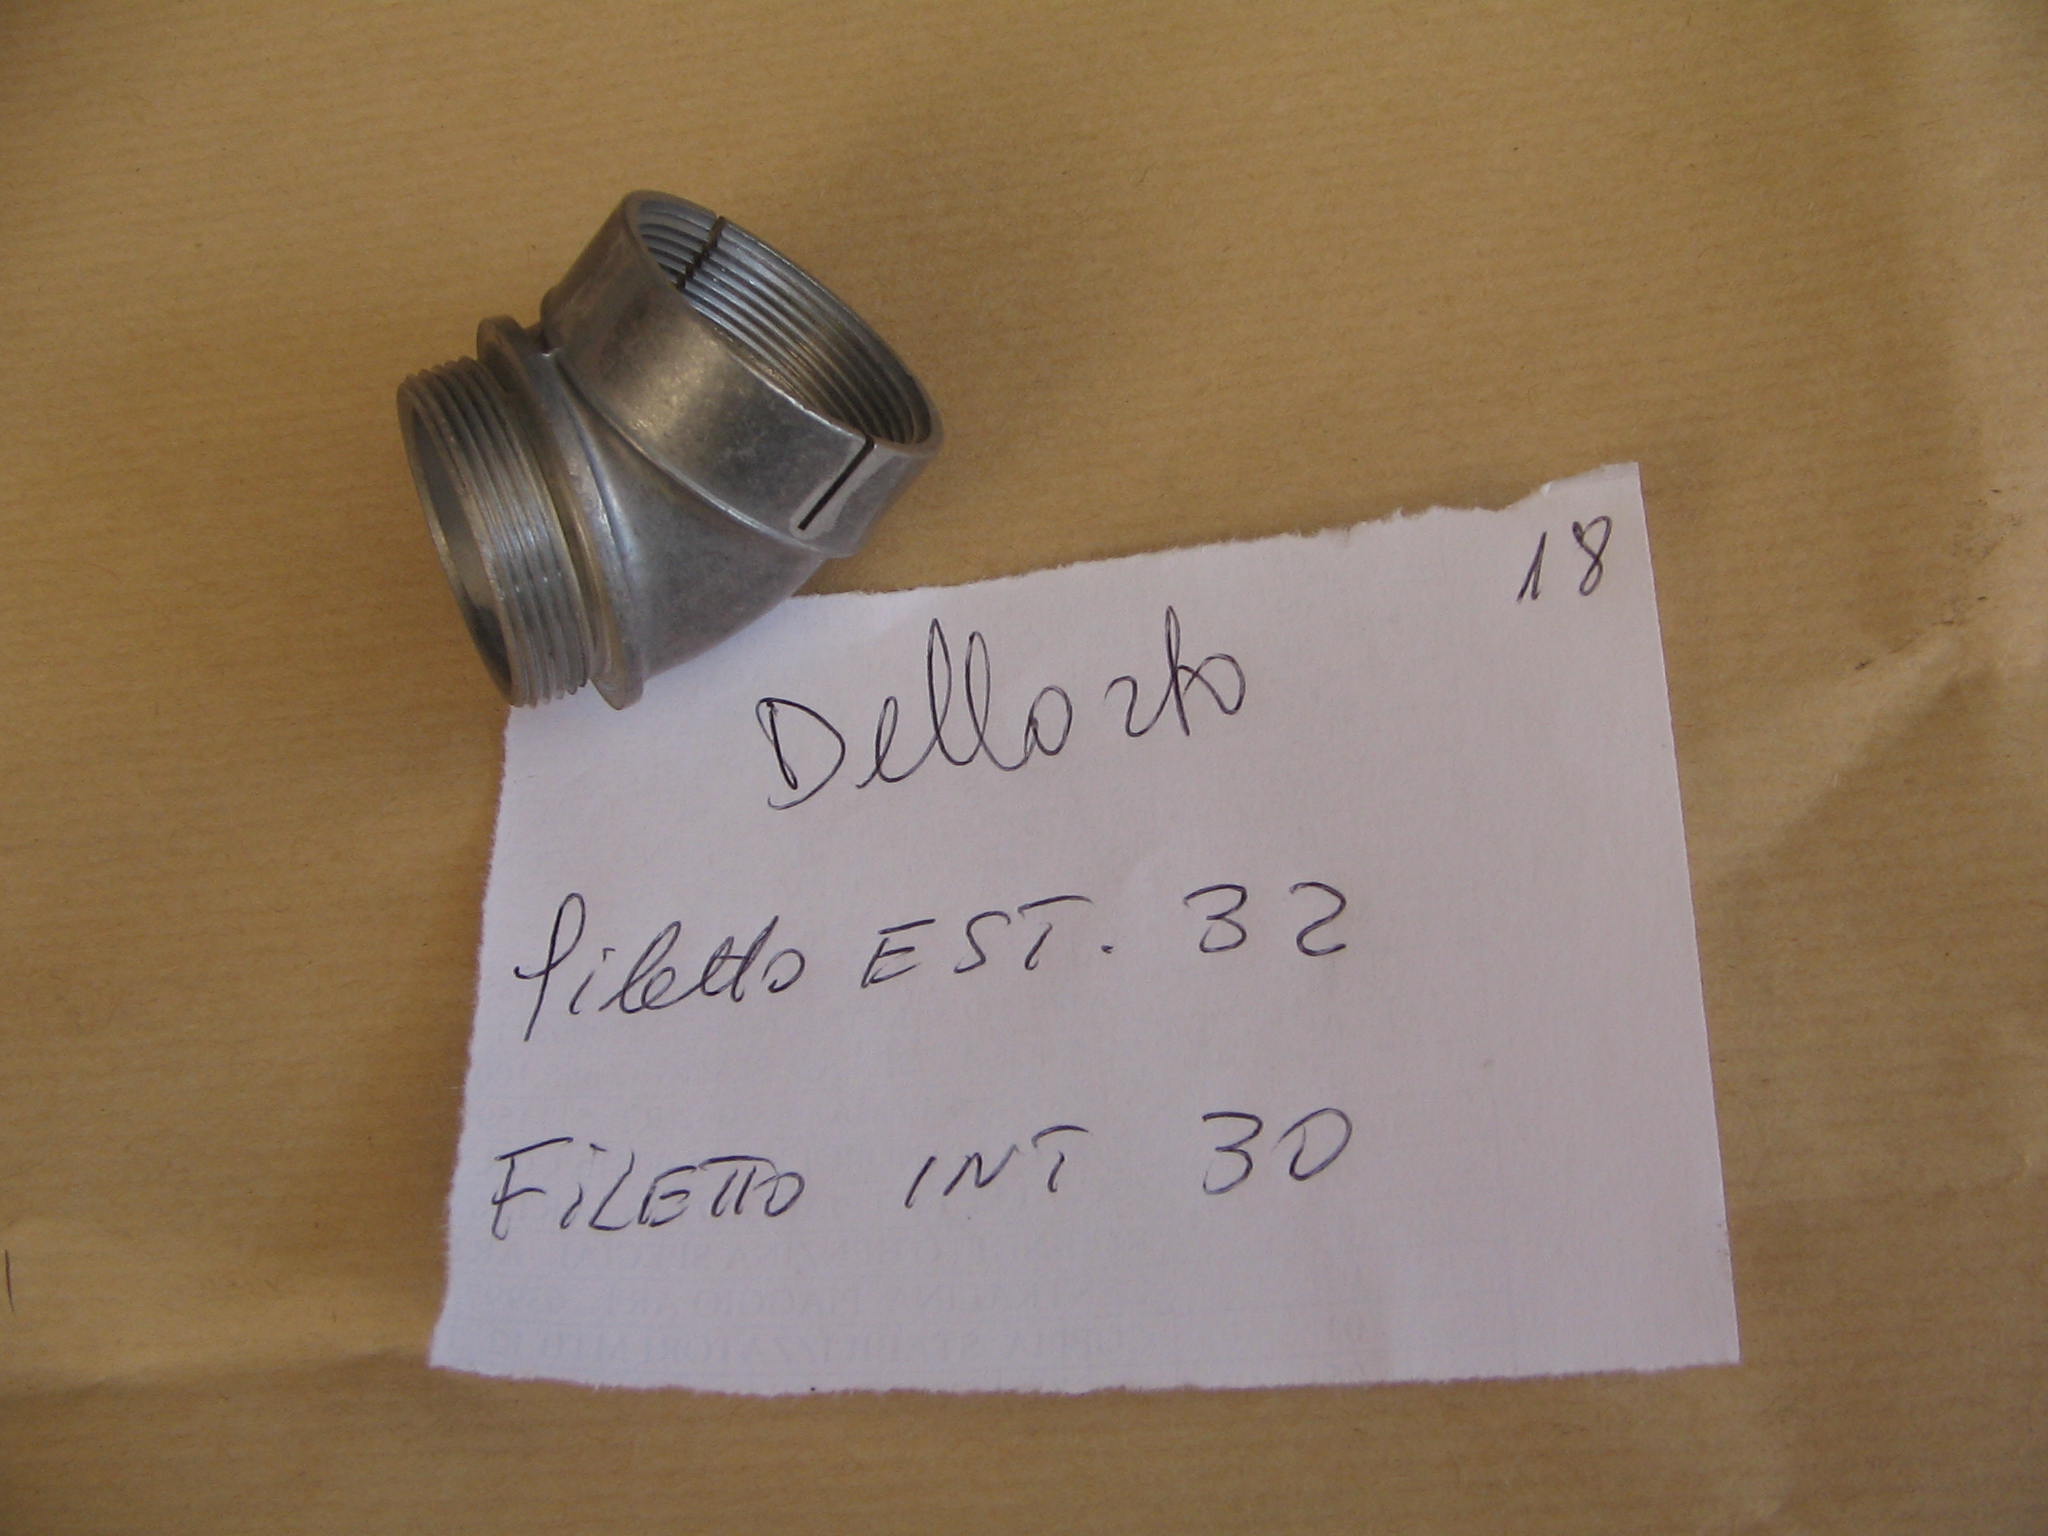 18
Dellorto
filetto EST. 32
FiLETTO INT 30